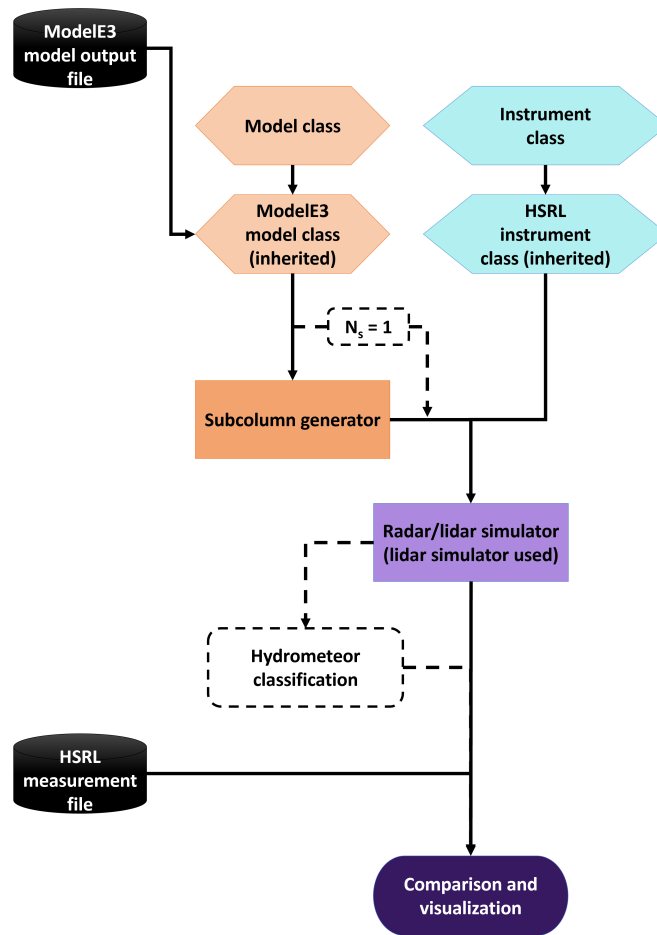 ModelE3
model output
file
Model class
Instrument
class
ModelE3
model class
(inherited)
HSRL
instrument
class (inherited)
Nₛ = 1
Subcolumn generator
Radar/lidar simulator
(lidar simulator used)
Hydrometeor
classification
HSRL
measurement
file
Comparison and
visualization